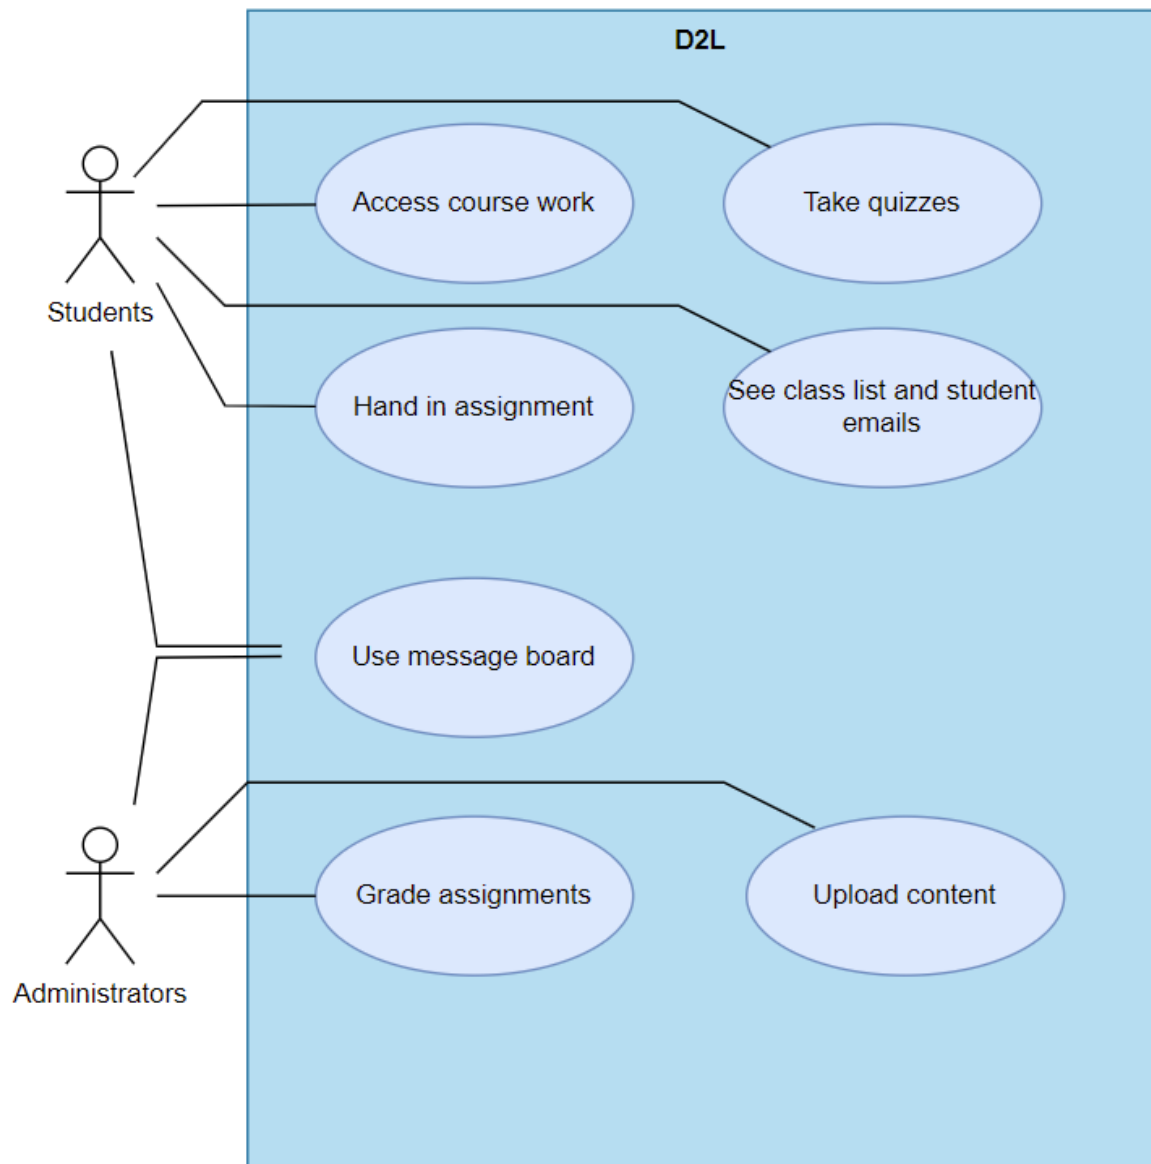 D2L
Access course work
Take quizzes
Students
Hand in assignment
See class list and student
emails
Use message board
Grade assignments
Upload content
Administrators